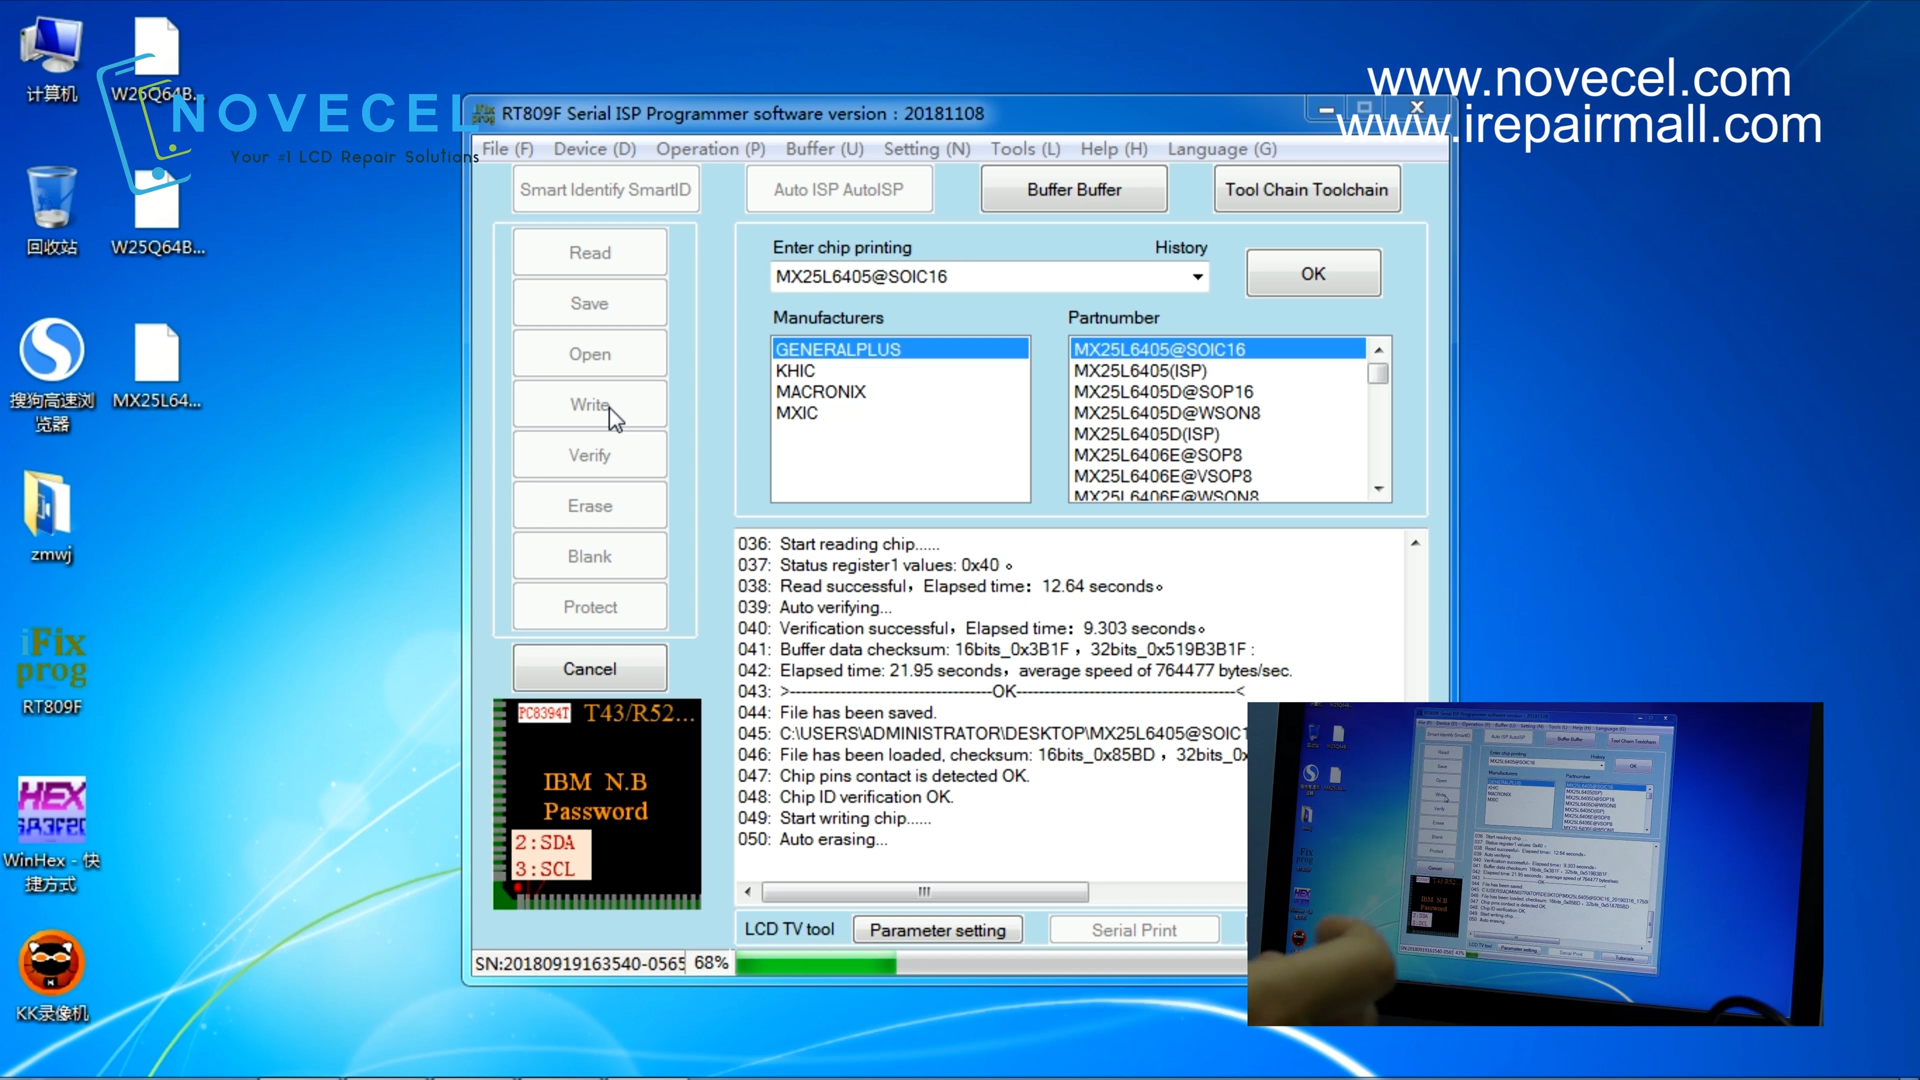 www.novecel.com
www.irepairmall.com
NOVECEL
Your #1 LCD Repair Solutions
计算机
W25Q64B...
回收站
W25Q64B...
搜狗高速浏
览器
MX25L64...
zmwj
iFix
prog
RT809F
HEX
WinHex - 快
捷方式
KK录像机
RT809F Serial ISP Programmer software version : 20181108
File (F) Device (D) Operation (P) Buffer (U) Setting (N) Tools (L) Help (H) Language (G)
Smart Identify SmartID
Auto ISP AutoISP
Buffer Buffer
Tool Chain Toolchain
Read
Save
Open
Write
Verify
Erase
Blank
Protect
Cancel
Enter chip printing
History
MX25L6405@SOIC16
OK
Manufacturers
GENERALPLUS
KHIC
MACRONIX
MXIC
Partnumber
MX25L6405@SOIC16
MX25L6405(ISP)
MX25L6405D@SOP16
MX25L6405D@WSON8
MX25L6405D(ISP)
MX25L6406E@SOP8
MX25L6406E@VSOP8
MX25L6406E@WSON8
036: Start reading chip......
037: Status register1 values: 0x40 。
038: Read successful，Elapsed time：12.64 seconds。
039: Auto verifying...
040: Verification successful，Elapsed time：9.303 seconds。
041: Buffer data checksum: 16bits_0x3B1F ，32bits_0x519B3B1F :
042: Elapsed time: 21.95 seconds，average speed of 764477 bytes/sec.
043: >-------------------------------------OK----------------------------------------<
044: File has been saved.
045: C:\USERS\ADMINISTRATOR\DESKTOP\MX25L6405@SOIC1
046: File has been loaded, checksum: 16bits_0x85BD ，32bits_0x
047: Chip pins contact is detected OK.
048: Chip ID verification OK.
049: Start writing chip......
050: Auto erasing...
PC8394T T43/R52...
IBM N.B
Password
2:SDA
3:SCL
LCD TV tool
Parameter setting
Serial Print
SN:20180919163540-0565 68%